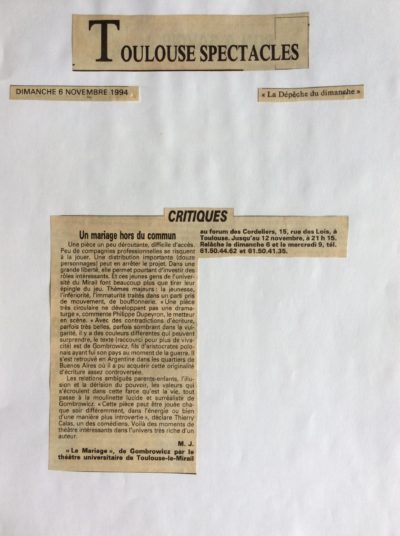 TOULOUSE SPECTACLES
DIMANCHE 6 NOVEMBRE 1994
« La Dépêche du dimanche »
CRITIQUES
Un mariage hors du commun
Une pièce un peu déroutante, difficile d'accès.
Peu de compagnies professionnelles se risquent
à la jouer. Une distribution importante (douze
personnages) peut en arrêter le projet. Dans une
grande liberté, elle permet pourtant d'investir des
rôles intéressants. Et ces jeunes gens de l'univer-
sité du Mirail font beaucoup plus que tirer leur
épingle du jeu. Thèmes majeurs : la jeunesse,
l'infériorité, l'immaturité traités dans un parti pris
de mouvement, de bouffonnerie. « Une pièce
très circulaire ne développant pas une drama-
turge », commente Philippe Dupeyron, le metteur
en scène. « Avec des contradictions d'écriture,
parfois très belles, parfois sombrant dans la vul-
garité, il y a des couleurs différentes qui peuvent
surprendre, le texte (raccourci pour plus de viva-
cité) est de Gombrowicz, fils d'aristocrates polo-
nais ayant fui son pays au moment de la guerre. Il
s'est retrouvé en Argentine dans les quartiers de
Buenos Aires où il a pu acquérir cette originalité
d'écriture assez controversée.
Les relations ambiguës parents-enfants, l'illu-
sion et la dérision du pouvoir, les valeurs qui
s'écroulent dans cette farce qu'est la vie, tout
passe à la moulinette lucide et surréaliste de
Gombrowicz. « Cette pièce peut être jouée cha-
que soir différemment, dans l'énergie ou bien
d'une manière plus introvertie », déclare Thierry
Calas, un des comédiens. Voilà des moments de
théâtre intéressants dans l'univers très riche d'un
auteur.
M. J.
« Le Mariage », de Gombrowicz par le
théâtre universitaire de Toulouse-le-Mirail
au forum des Cordeliers, 15, rue des Lois, à
Toulouse. Jusqu'au 12 novembre, à 21 h 15.
Relâche le dimanche 6 et le mercredi 9, tél.
61.50.44.62 et 61.50.41.35.